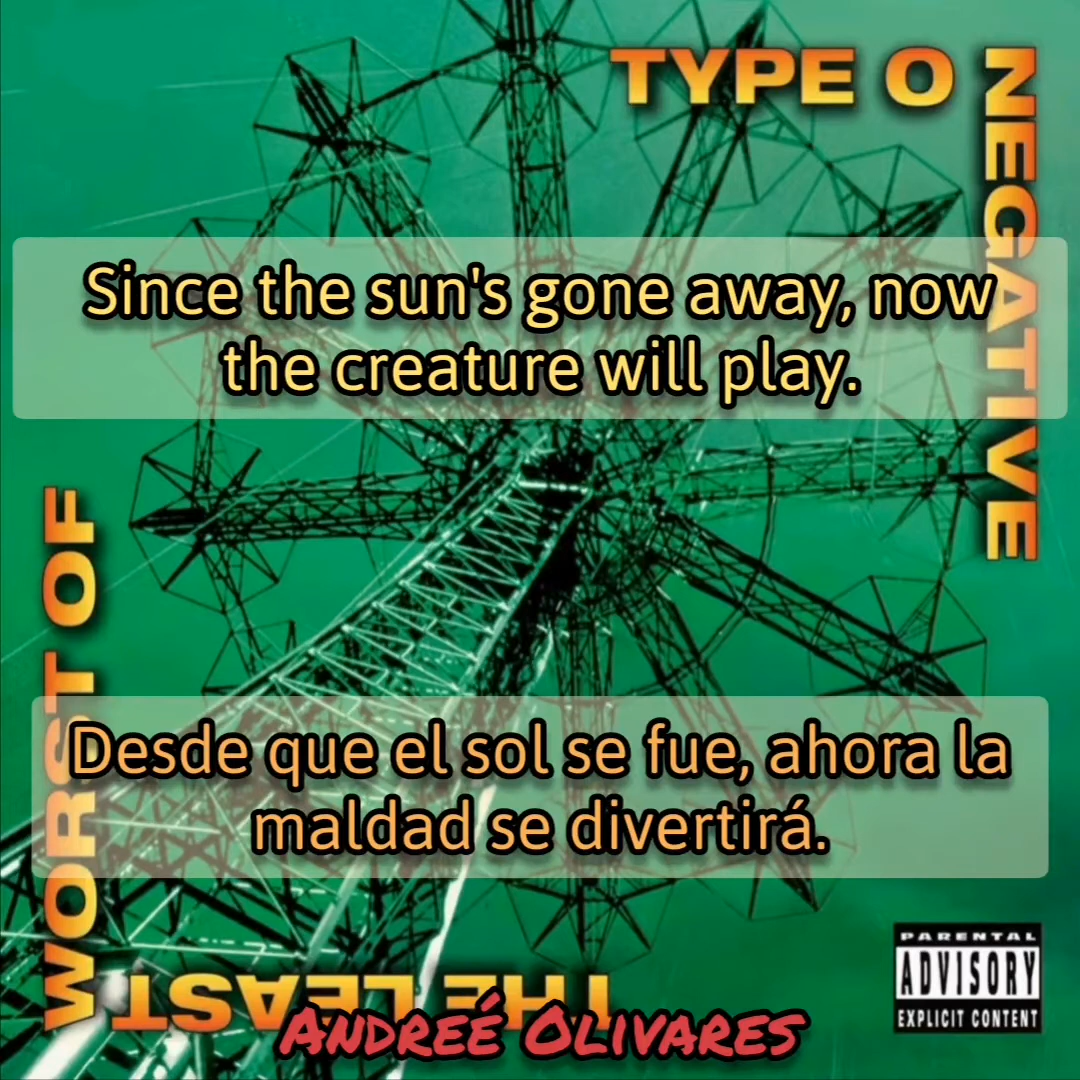 TYPE O
NEGATIVE
Since the sun's gone away, now
the creature will play.
Desde que el sol se fue, ahora la
maldad se divertirá.
THE LEAST
WORST OF
PARENTAL
ADVISORY
EXPLICIT CONTENT
ANDREÉ OLIVARES